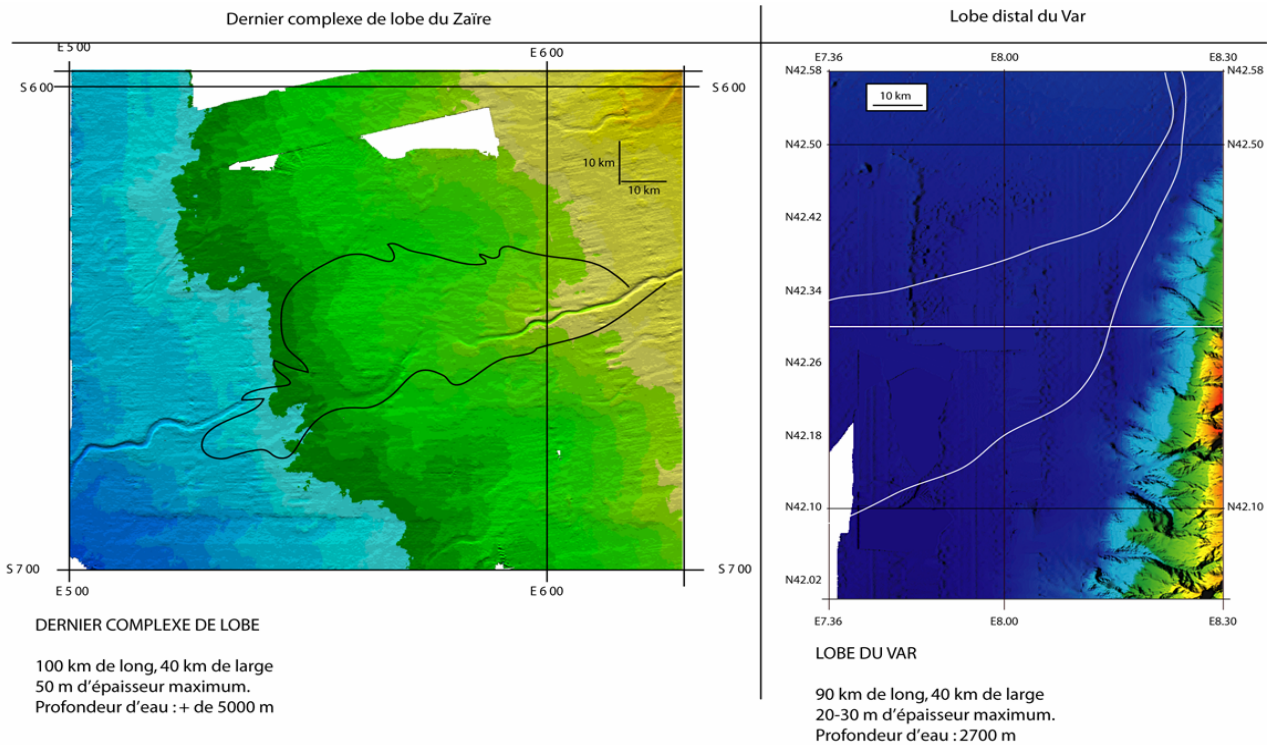 Dernier complexe de lobe du Zaïre
E 5 00
E 6 00
S 6 00
S 6 00
10 km
10 km
S 7 00
S 7 00
E 5 00
E 6 00
DERNIER COMPLEXE DE LOBE
100 km de long, 40 km de large
50 m d'épaisseur maximum.
Profondeur d'eau : + de 5000 m
Lobe distal du Var
E7.36
E8.00
E8.30
N42.58
N42.58
10 km
N42.50
N42.50
N42.42
N42.34
N42.26
N42.18
N42.10
N42.10
N42.02
E7.36
E8.00
E8.30
LOBE DU VAR
90 km de long, 40 km de large
20-30 m d'épaisseur maximum.
Profondeur d'eau : 2700 m